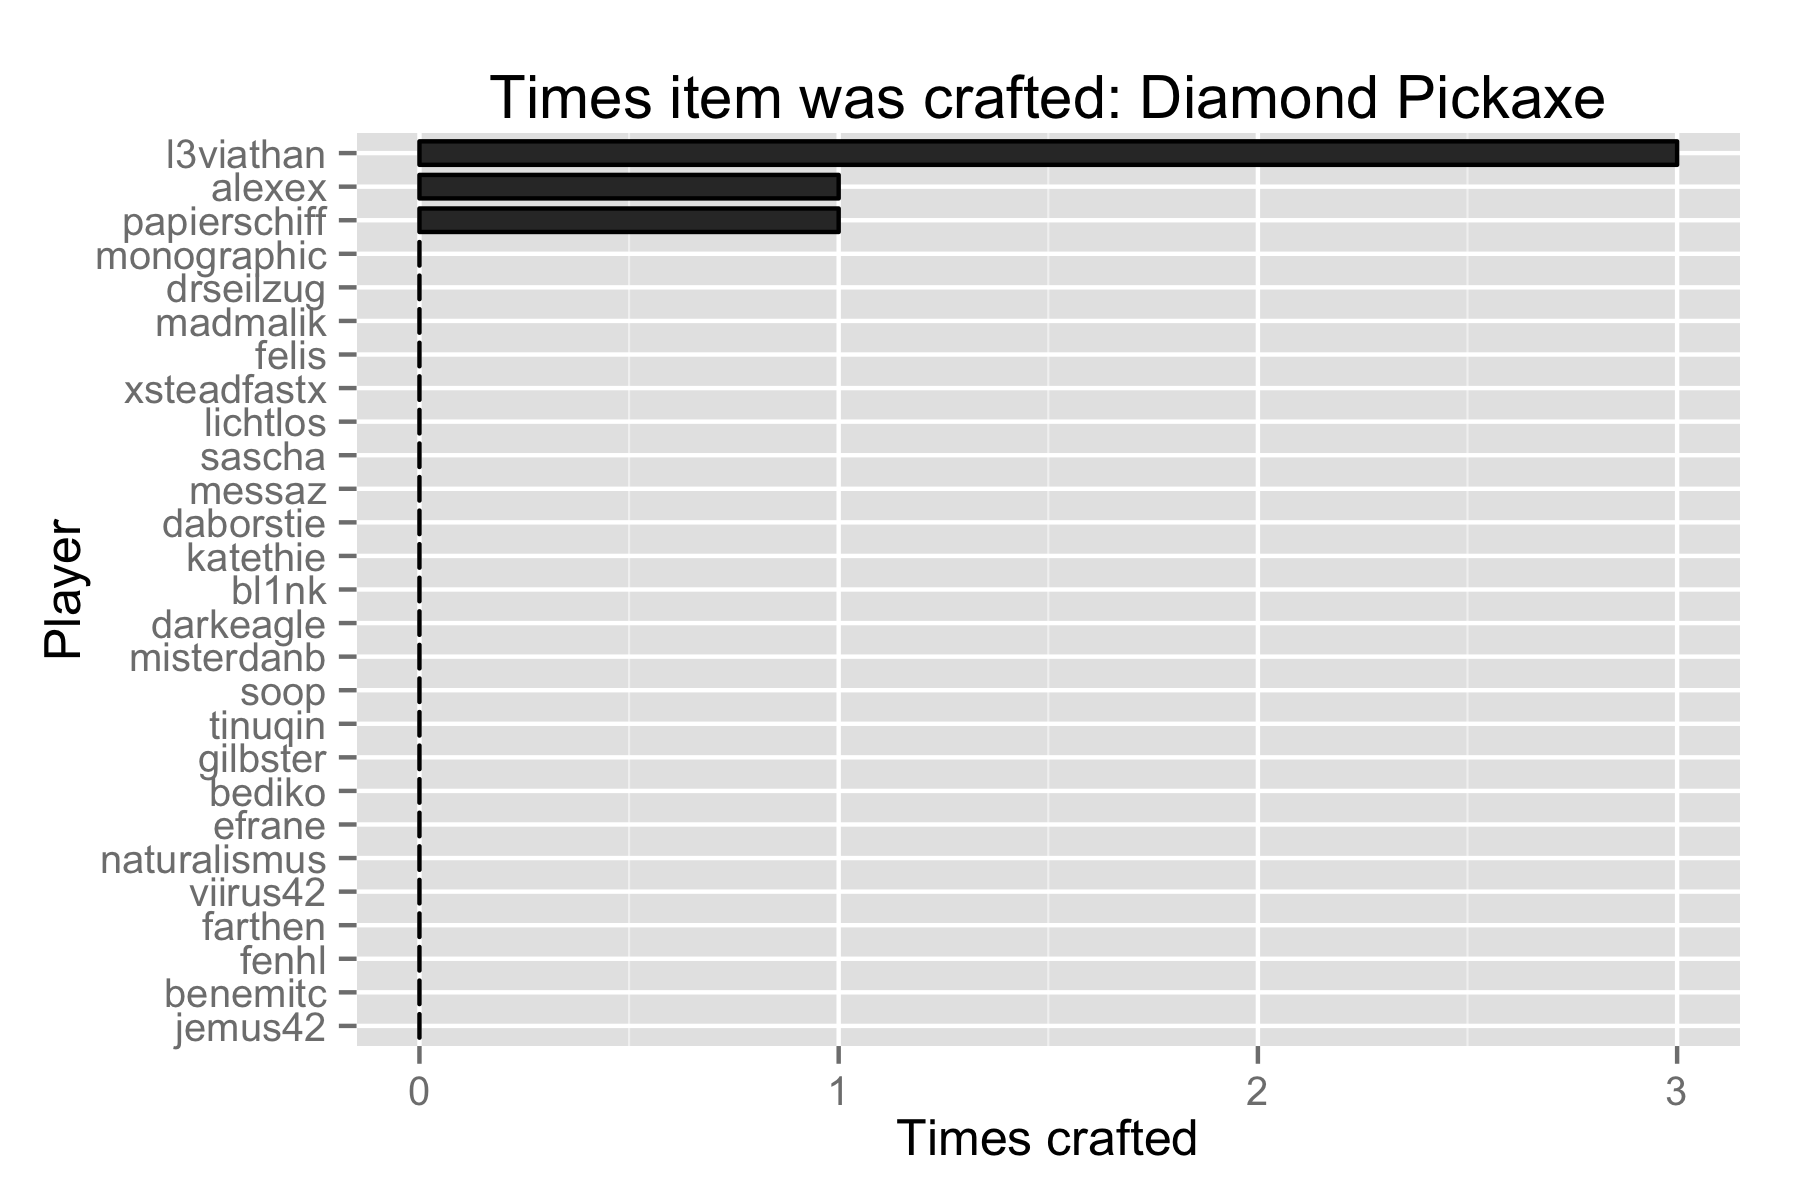 Times item was crafted: Diamond Pickaxe
l3viathan
alexex
papierschiff
monographic
drseilzug
madmalik
felis
xsteadfastx
lichtlos
sascha
messaz
daborstie
katethie
bl1nk
darkeagle
misterdanb
soop
tinuqin
gilbster
bediko
efrane
naturalismus
viirus42
farthen
fenhl
benemitc
jemus42
Player
0 1 2 3
Times crafted